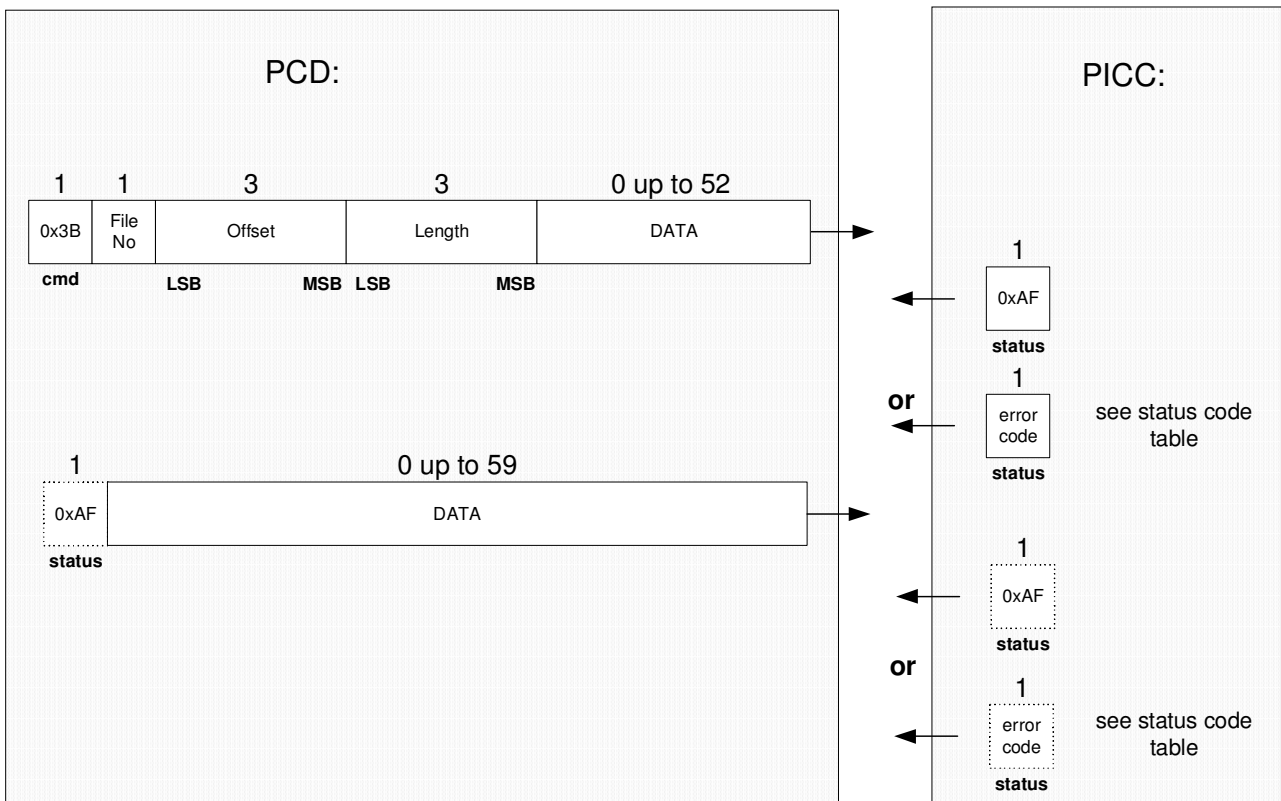 PCD:
PICC:
1 1 3 3 0 up to 52
0x3B File No Offset Length DATA
cmd LSB MSB LSB MSB
1
0xAF
status
or
1
error
code
status
see status code
table
1 0 up to 59
0xAF DATA
status
1
0xAF
status
or
1
error
code
status
see status code
table